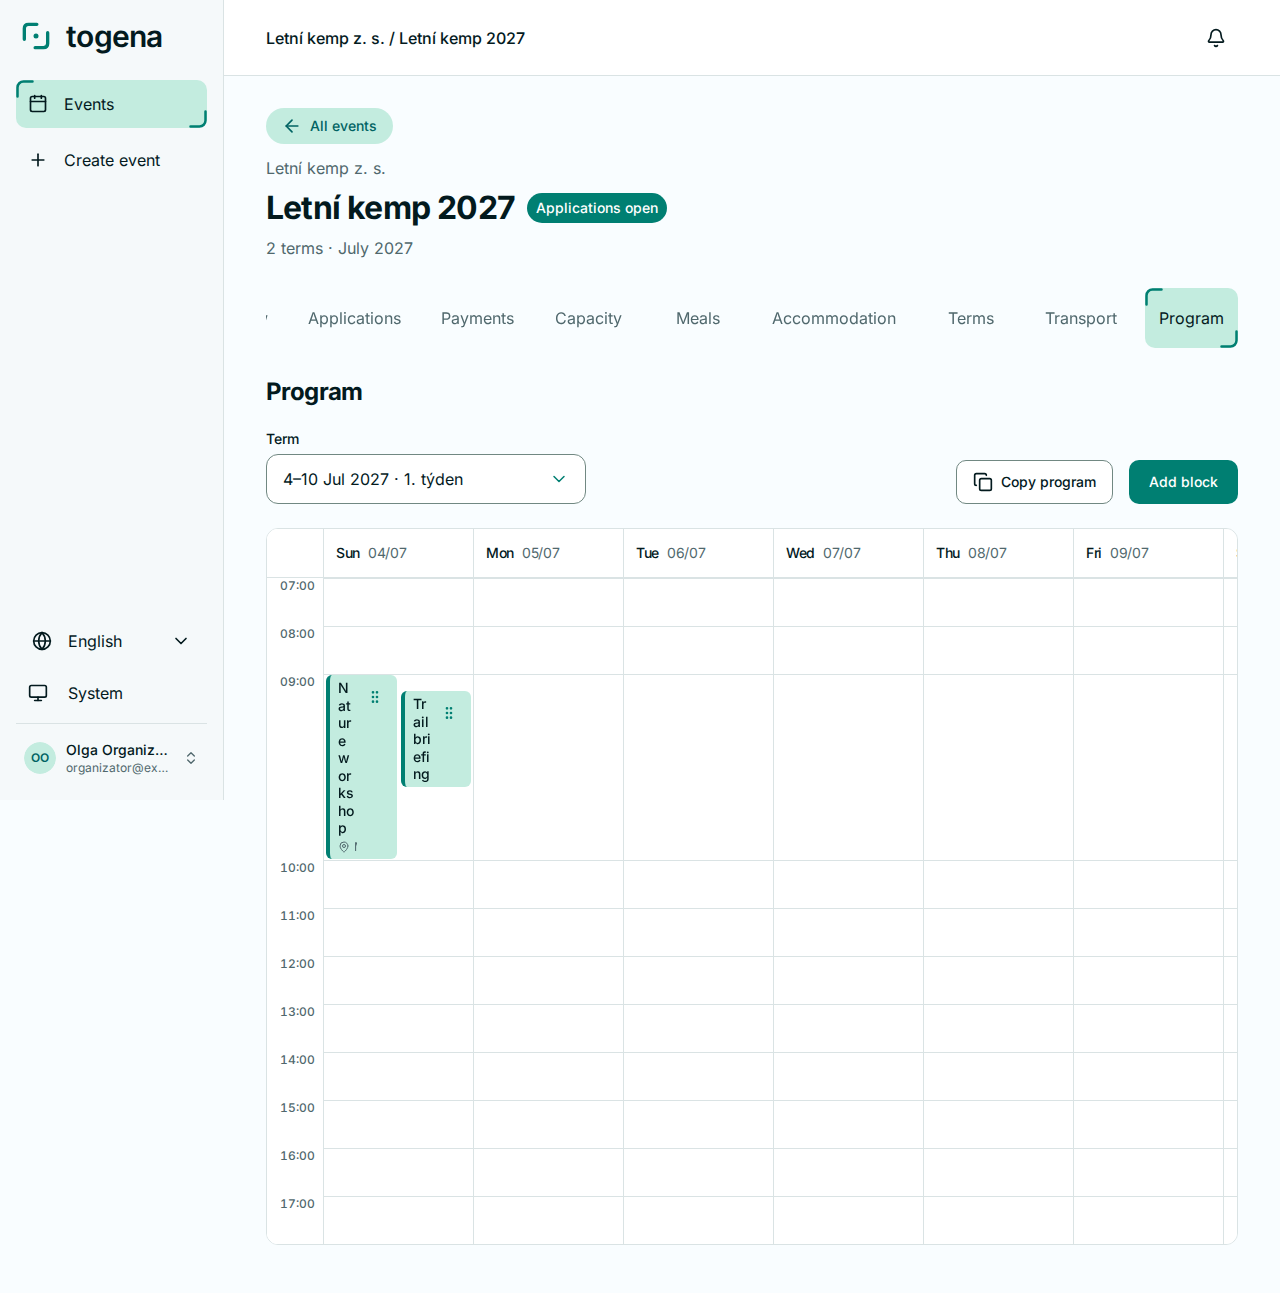 togena
Letní kemp z. s. / Letní kemp 2027
Events
Create event
All events
Letní kemp z. s.
Letní kemp 2027
Applications open
2 terms · July 2027
Applications
Payments
Capacity
Meals
Accommodation
Terms
Transport
Program
Program
Term
4–10 Jul 2027 · 1. týden
Copy program
Add block
Sun 04/07
Mon 05/07
Tue 06/07
Wed 07/07
Thu 08/07
Fri 09/07
07:00
08:00
09:00
N
at
ur
e
w
or
ks
ho
p
Tr
ail
bri
efi
ng
10:00
11:00
12:00
13:00
14:00
15:00
16:00
17:00
English
System
OO
Olga Organiz...
organizator@ex...